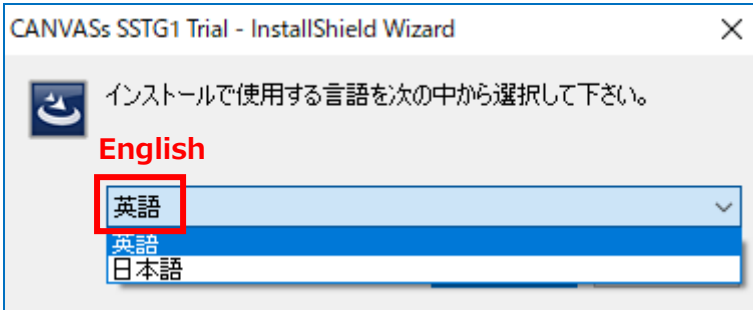 CANVASs SSTG1 Trial - InstallShield Wizard
インストールで使用する言語を次の中から選択して下さい。
English
英語
英語
日本語